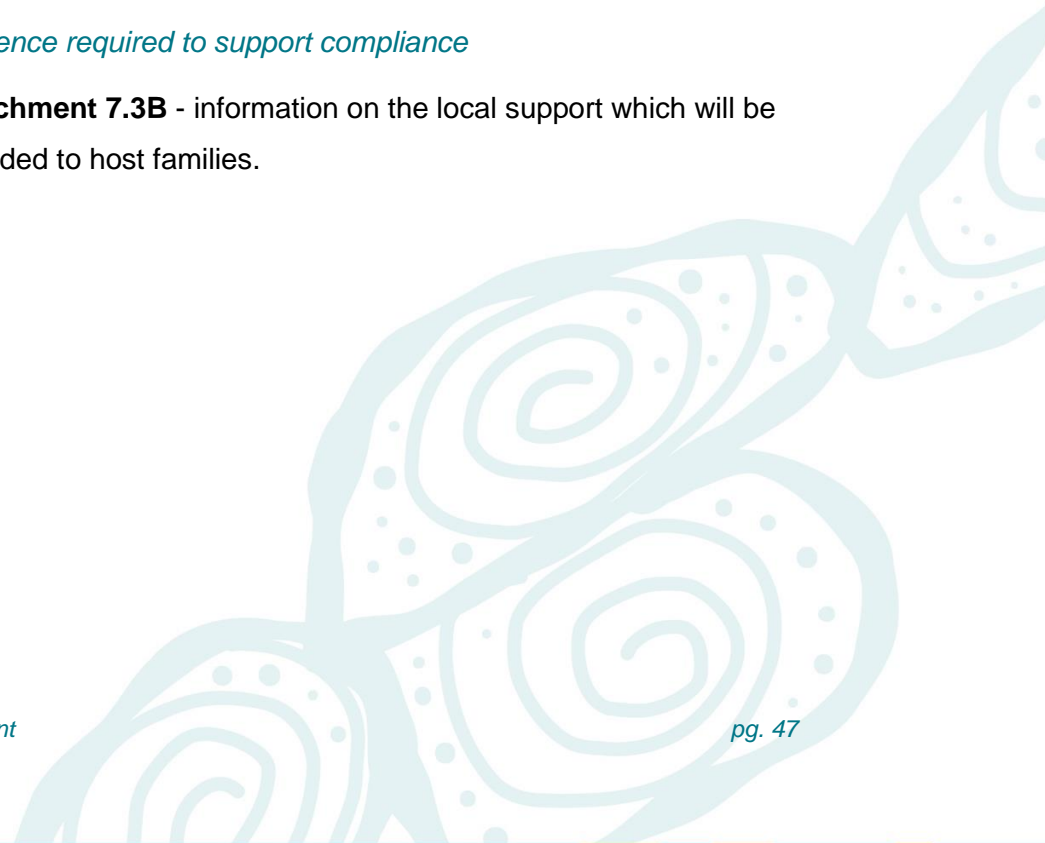 ence required to support compliance
chment 7.3B - information on the local support which will be
ded to host families.
nt
pg. 47